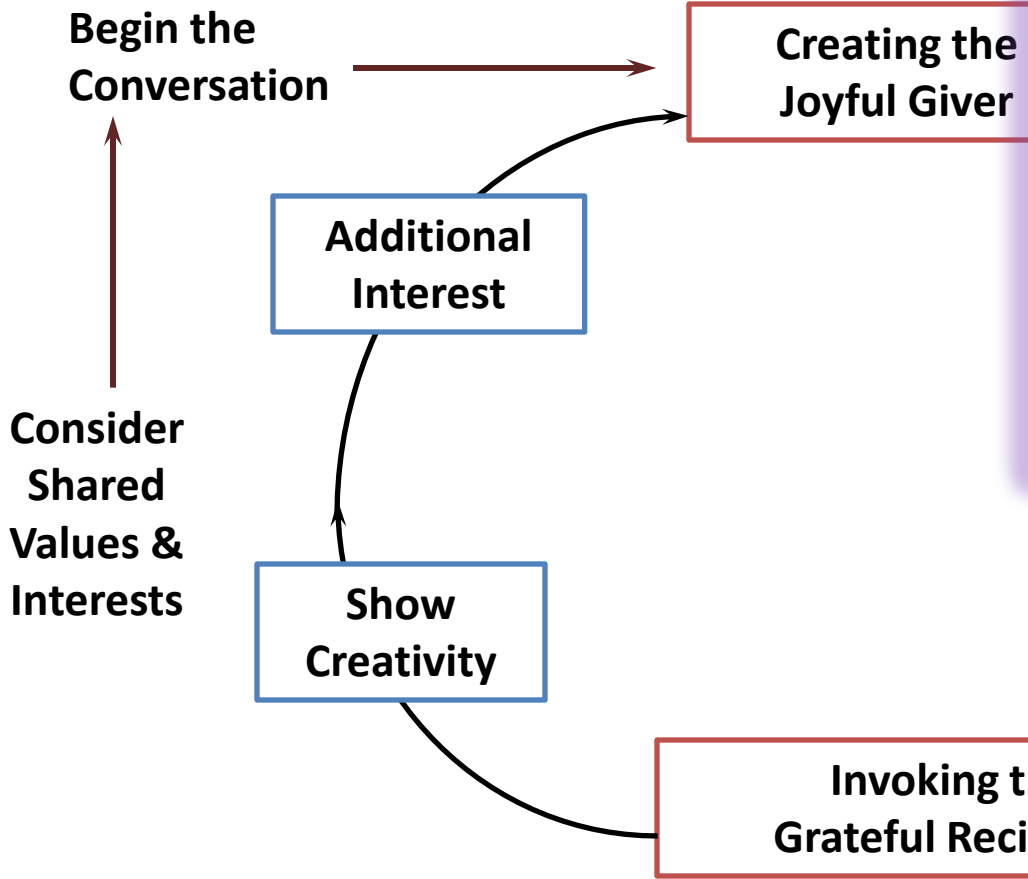 Begin the
Conversation
Creating the
Joyful Giver
Additional
Interest
Consider
Shared
Values &
Interests
Show
Creativity
Invoking t
Grateful Reci